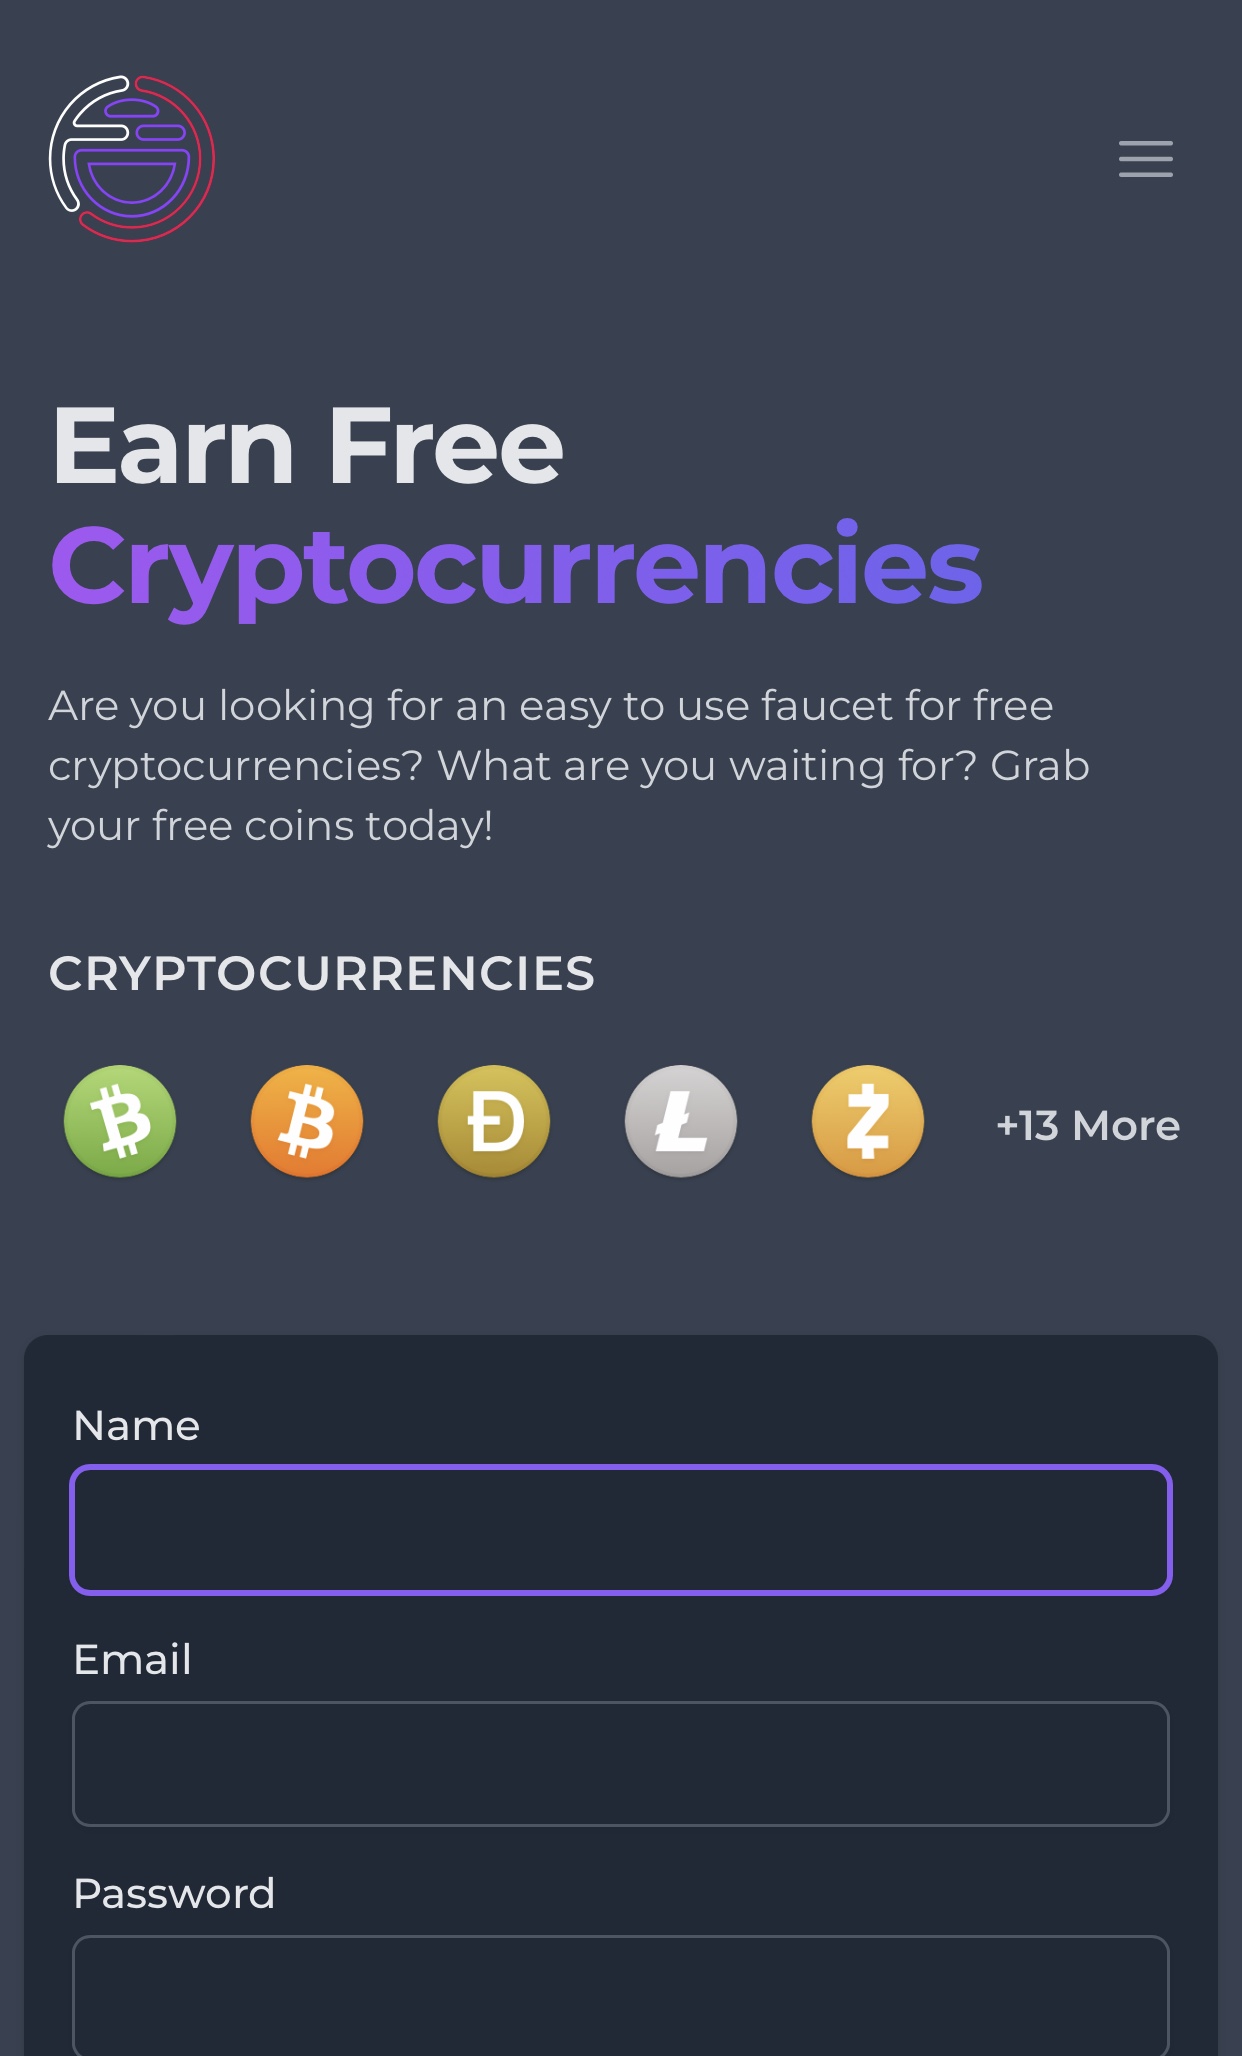 Earn Free
Cryptocurrencies
Are you looking for an easy to use faucet for free
cryptocurrencies? What are you waiting for? Grab
your free coins today!
CRYPTOCURRENCIES
+13 More
Name
Email
Password